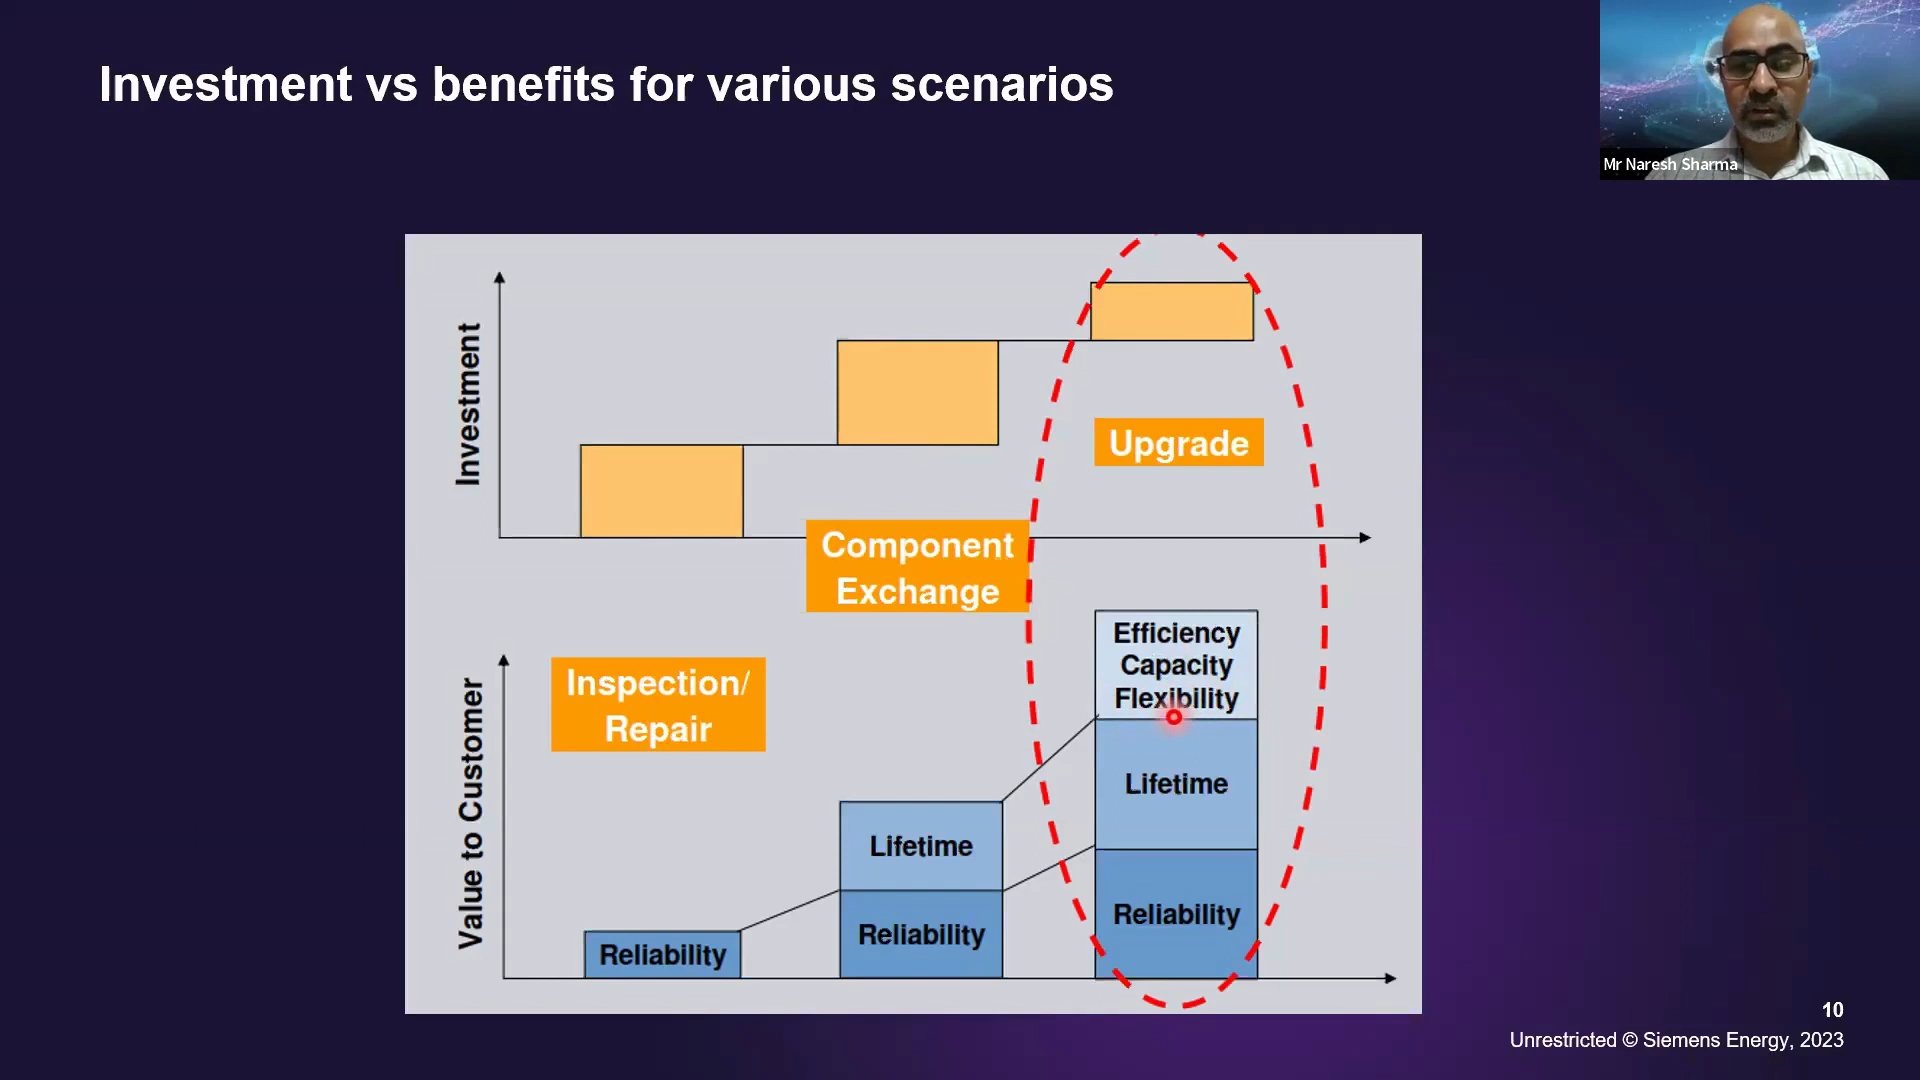 Investment vs benefits for various scenarios
Mr Naresh Sharma
Investment
Upgrade
Component
Exchange
Inspection/
Repair
Value to Customer
Efficiency
Capacity
Flexibility
Lifetime
Reliability
Lifetime
Reliability
Reliability
10
Unrestricted © Siemens Energy, 2023